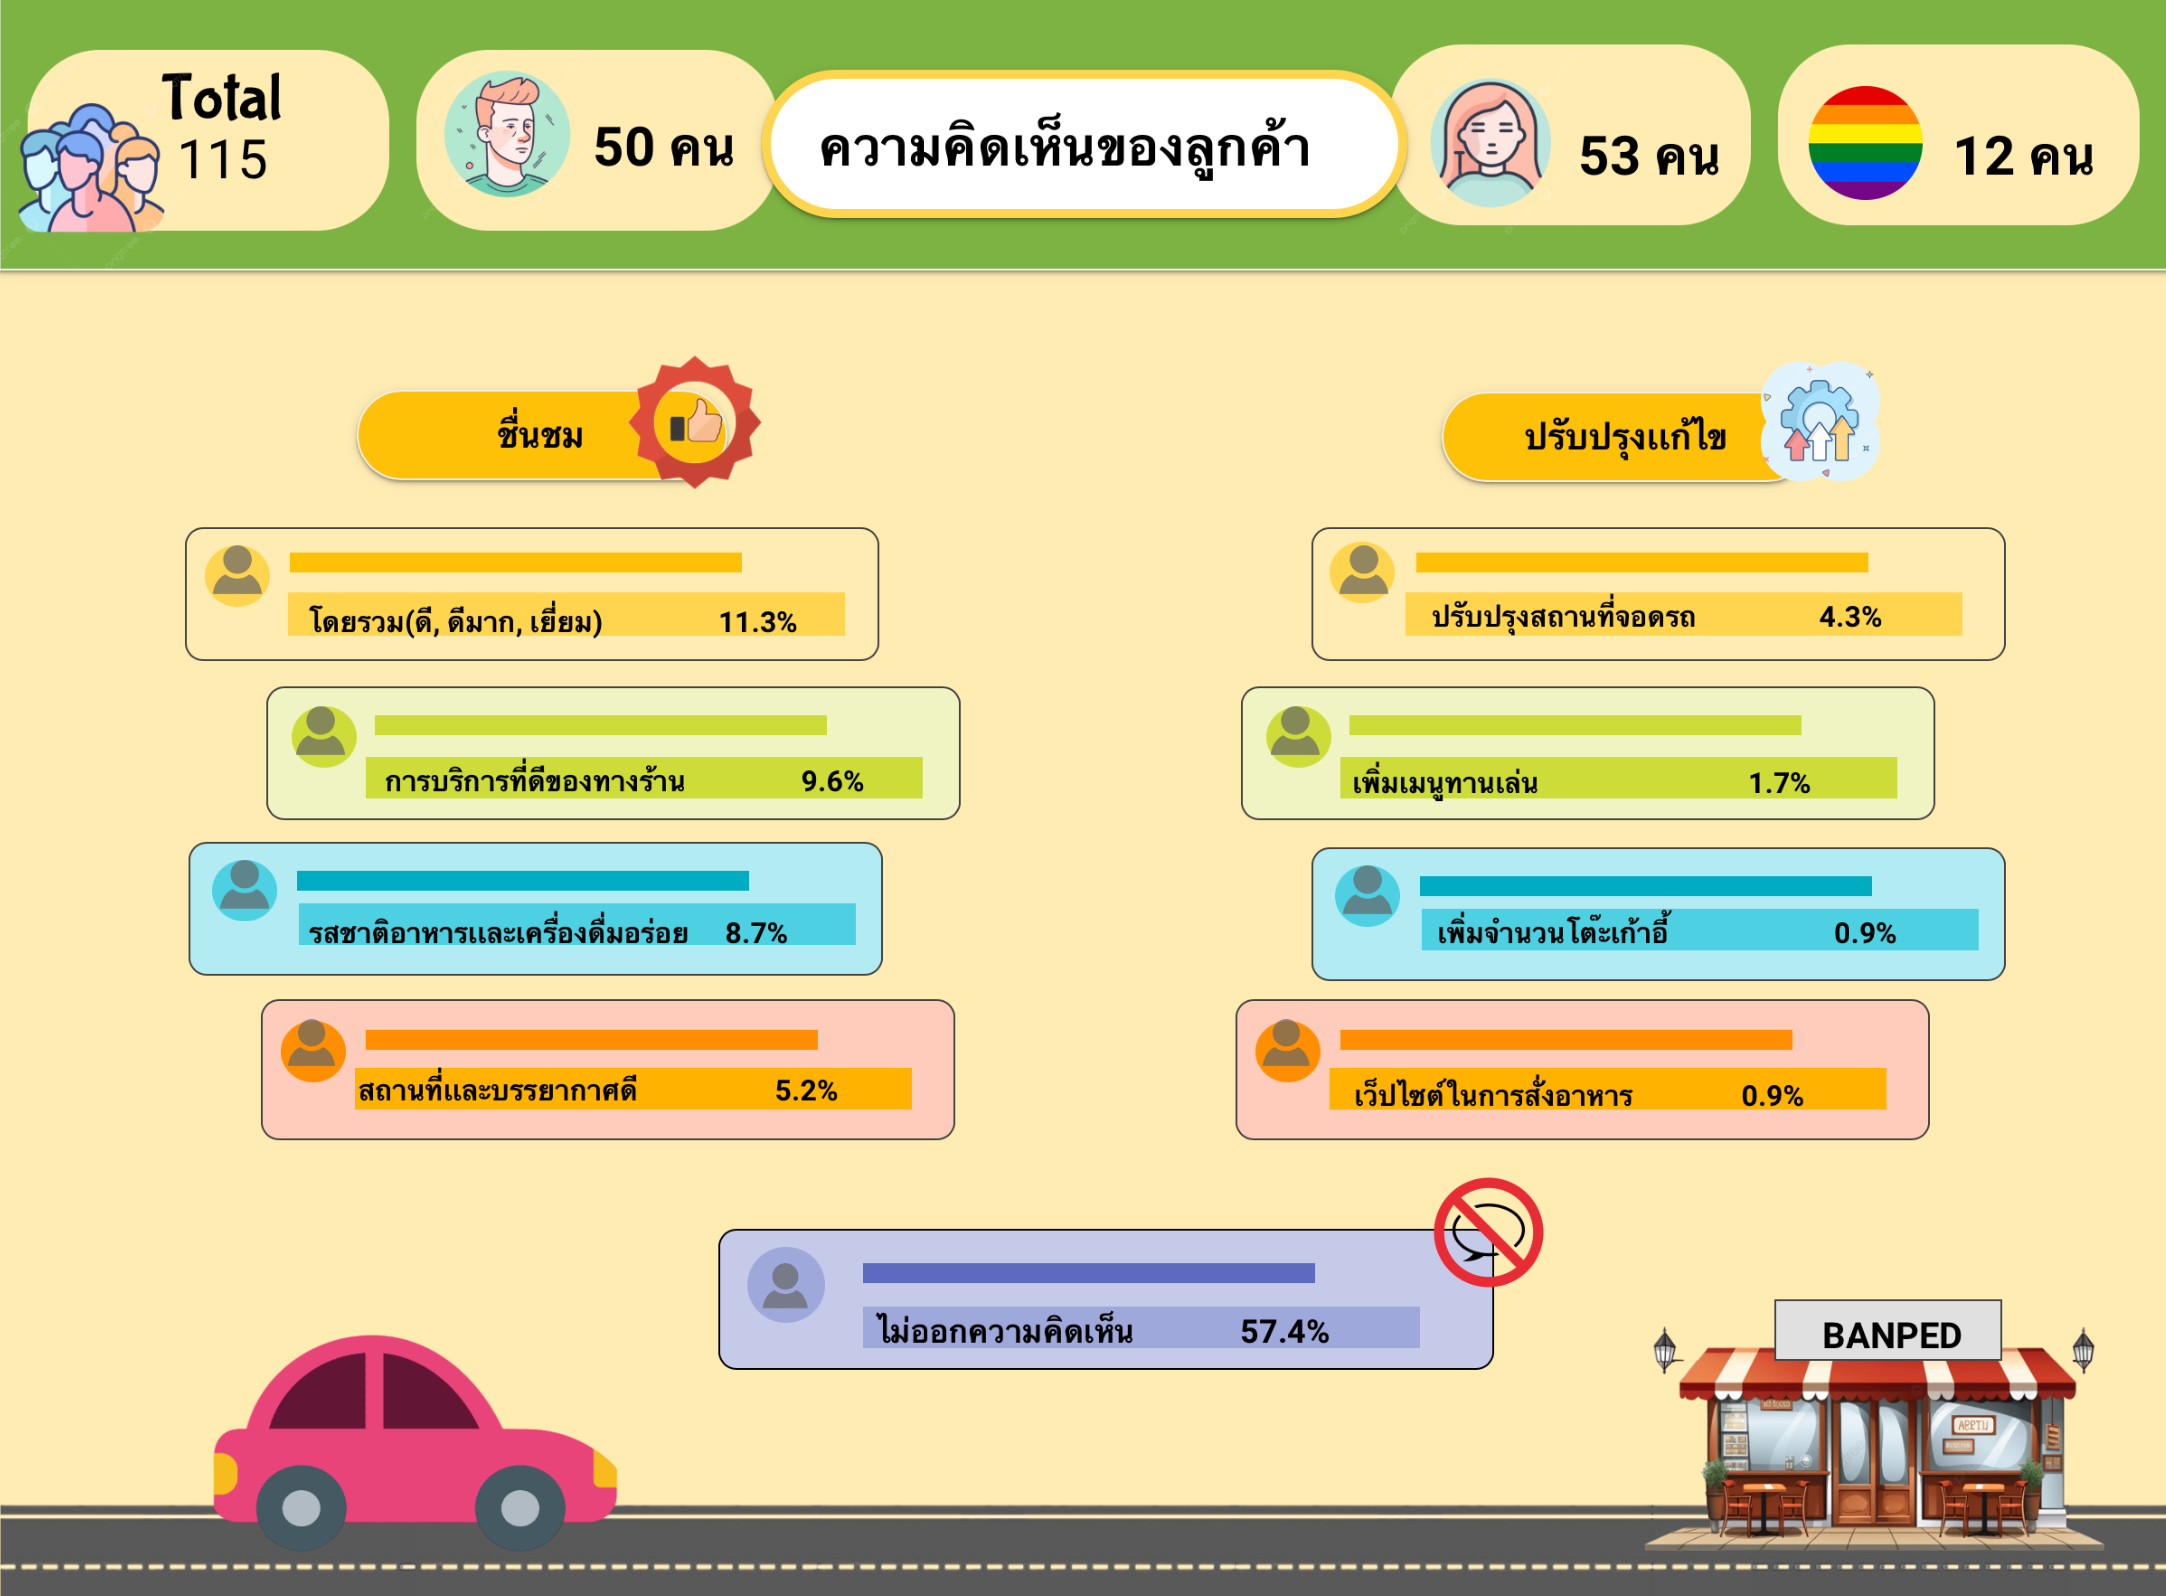 Total
115
50 คน
ความคิดเห็นของลูกค้า
53 คน
12 คน
ชื่นชม
โดยรวม(ดี, ดีมาก, เยี่ยม) 11.3%
การบริการที่ดีของทางร้าน 9.6%
รสชาติอาหารและเครื่องดื่มอร่อย 8.7%
สถานที่และบรรยากาศดี 5.2%
ปรับปรุงแก้ไข
ปรับปรุงสถานที่จอดรถ 4.3%
เพิ่มเมนูทานเล่น 1.7%
เพิ่มจำนวนโต๊ะเก้าอี้ 0.9%
เว็ปไซต์ในการสั่งอาหาร 0.9%
ไม่ออกความคิดเห็น 57.4%
BANPED